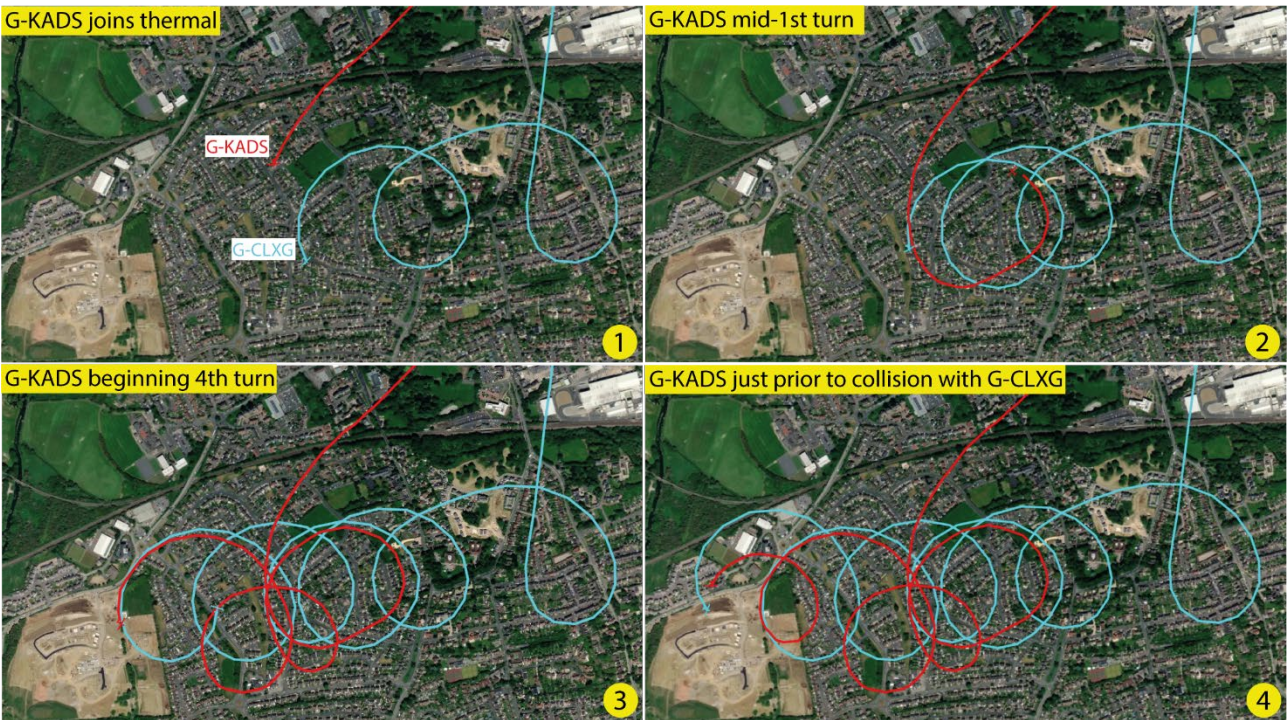 G-KADS joins thermal
G-KADS
G-CLXG
1
G-KADS mid-1st turn
2
G-KADS beginning 4th turn
3
G-KADS just prior to collision with G-CLXG
4